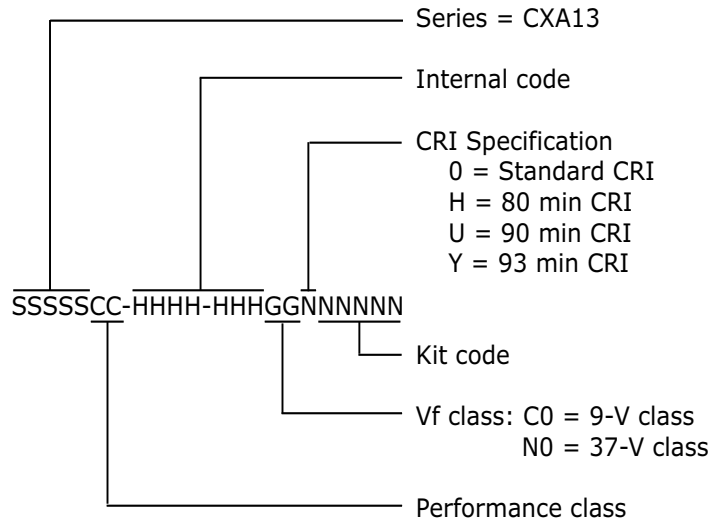 Series = CXA13
Internal code
CRI Specification
0 = Standard CRI
H = 80 min CRI
U = 90 min CRI
Y = 93 min CRI
SSSSSCC-HHHH-HHHGGNNNNNN
Kit code
Vf class: C0 = 9-V class
N0 = 37-V class
Performance class